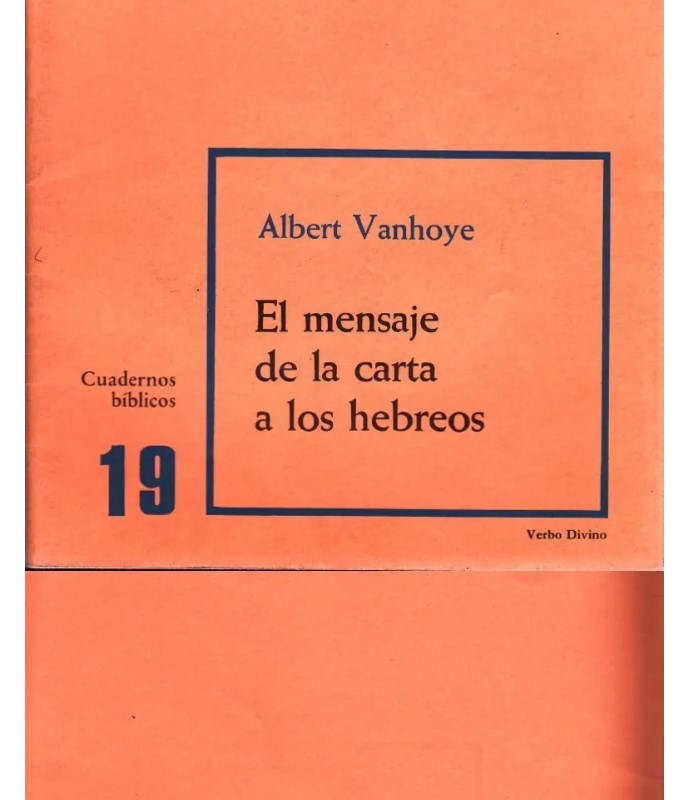 Albert Vanhoye
El mensaje
de la carta
a los hebreos
Cuadernos
bíblicos
19
Verbo Divino